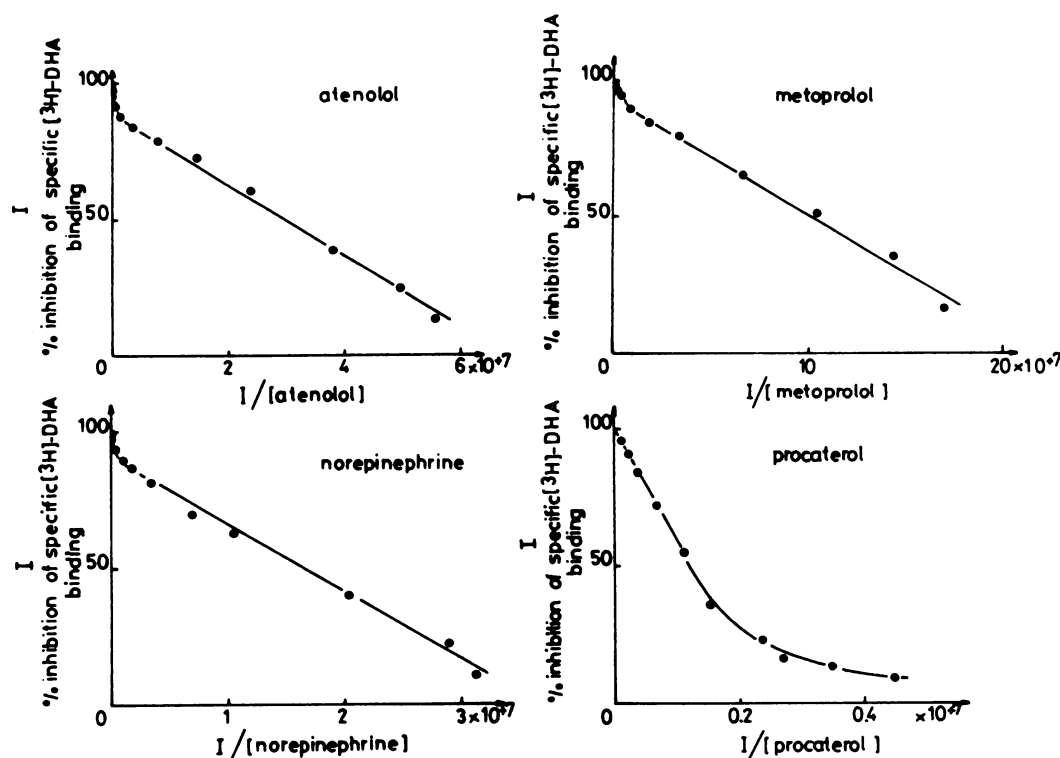 I
% inhibition of specific[³H]-DHA
binding
100
50
0
atenolol
2
4
6×10⁺⁷
I/[atenolol]
I
% inhibition of specific[³H]-DHA
binding
100
50
0
metoprolol
10
20×10⁺⁷
I/[metoprolol]
I
% inhibition of specific[³H]-DHA
binding
100
50
0
norepinephrine
1
2
3×10⁺⁷
I/[norepinephrine]
I
% inhibition of specific[³H]-DHA
binding
100
50
0
procaterol
0.2
0.4
×10⁺⁷
I/[procaterol]